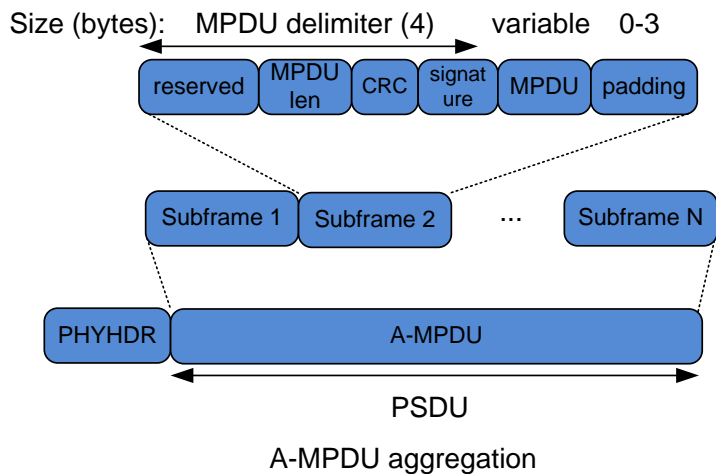 Size (bytes): MPDU delimiter (4) variable 0-3
reserved
MPDU
len
CRC
signat
ure
MPDU
padding
Subframe 1
Subframe 2
...
Subframe N
PHYHDR
A-MPDU
PSDU
A-MPDU aggregation